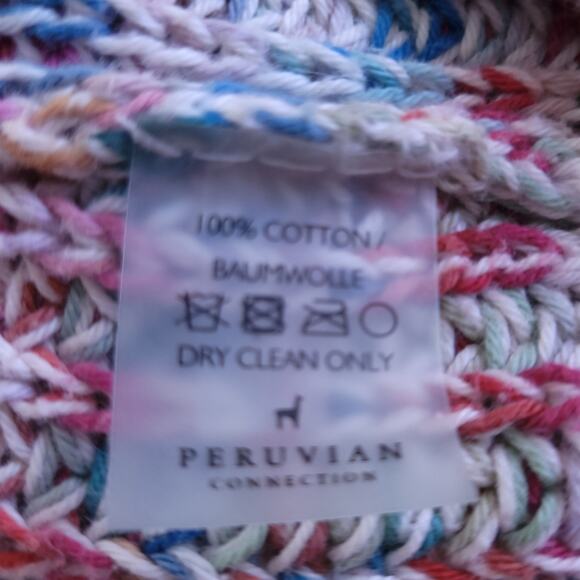 100% COTTON /
BAUMWOLLE
DRY CLEAN ONLY
PERUVIAN
CONNECTION